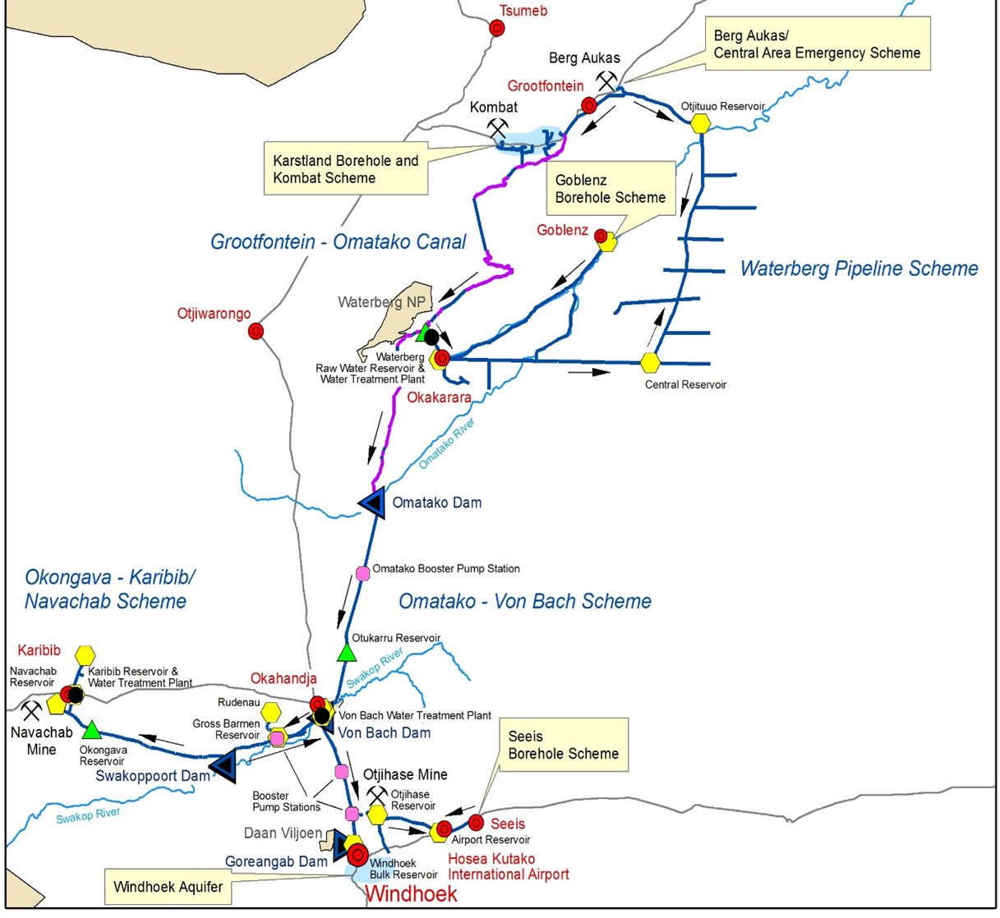 Tsumeb
Berg Aukas/
Central Area Emergency Scheme
Berg Aukas
Grootfontein
Kombat
Otjituuo Reservoir
Karstland Borehole and
Kombat Scheme
Goblenz
Borehole Scheme
Goblenz
Grootfontein - Omatako Canal
Waterberg Pipeline Scheme
Waterberg NP
Otjiwarongo
Waterberg
Raw Water Reservoir &
Water Treatment Plant
Central Reservoir
Okakarara
Omatako River
Omatako Dam
Omatako Booster Pump Station
Okongava - Karibib/
Navachab Scheme
Omatako - Von Bach Scheme
Otukarru Reservoir
Swakop River
Karibib
Navachab
Reservoir
Karibib Reservoir &
Water Treatment Plant
Okahandja
Rudenau
Von Bach Water Treatment Plant
Gross Barmen
Reservoir
Von Bach Dam
Navachab
Mine
Okongava
Reservoir
Swakoppoort Dam
Seeis
Borehole Scheme
Otjihase Mine
Otjihase
Reservoir
Booster
Pump Stations
Swakop River
Seeis
Daan Viljoen
Airport Reservoir
Goreangab Dam
Hosea Kutako
International Airport
Windhoek
Bulk Reservoir
Windhoek Aquifer
Windhoek